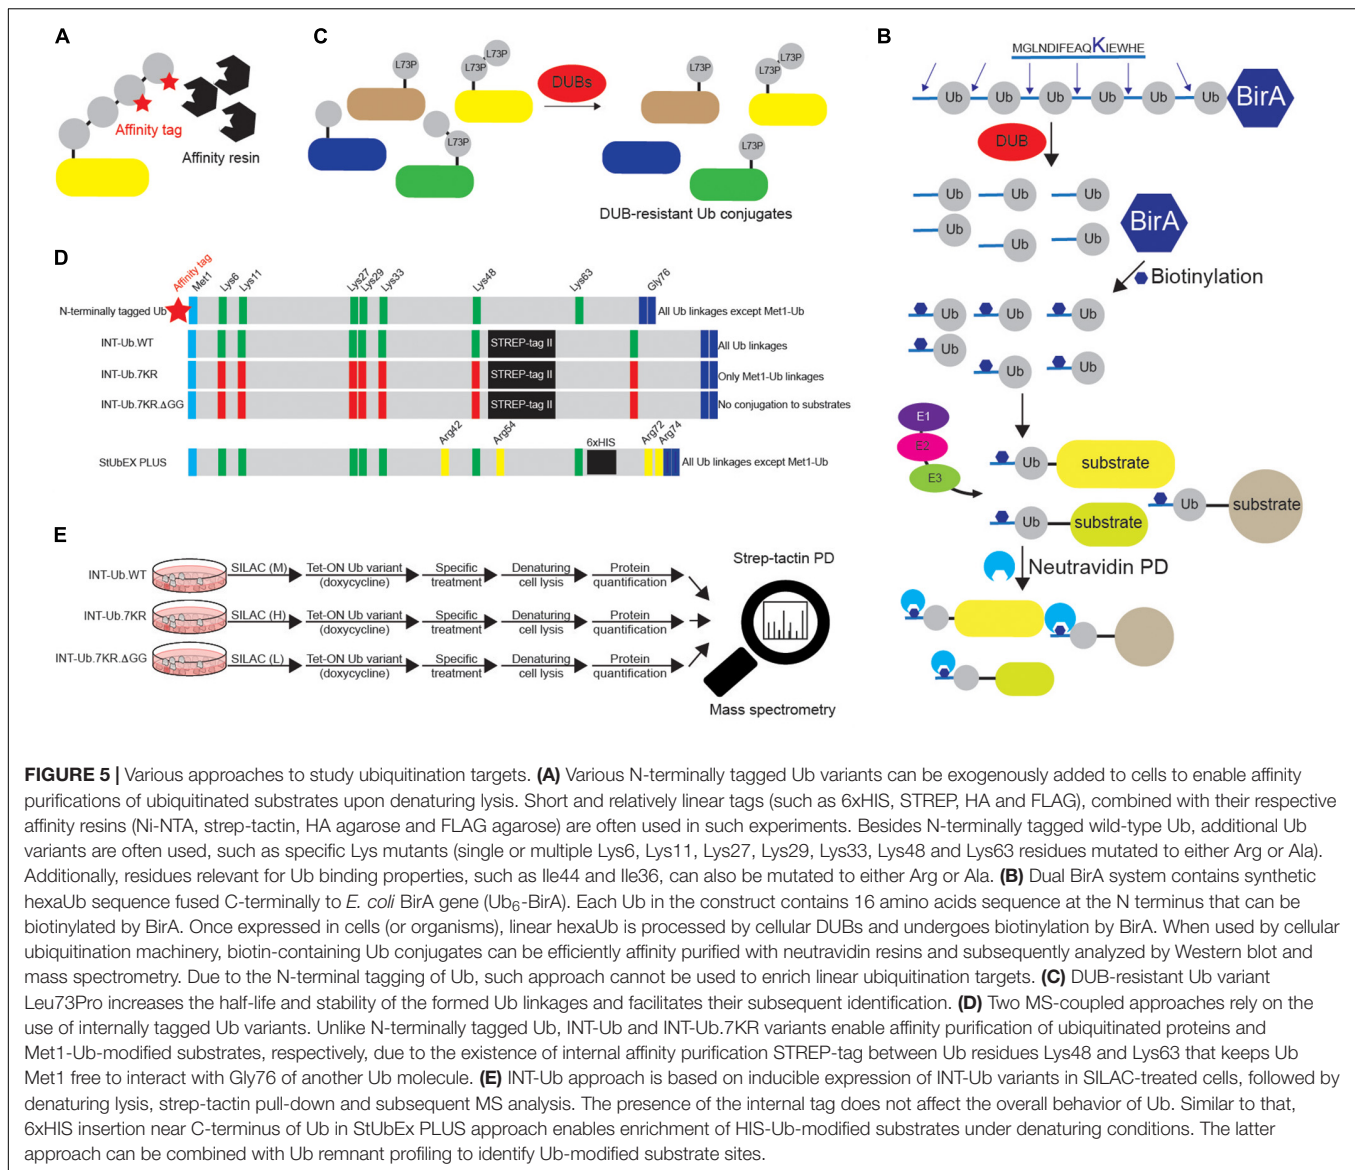 A
Affinity tag
Affinity resin
C
L73P
L73P
L73P
L73P
DUBs
L73P
L73P
L73P
L73P
DUB-resistant Ub conjugates
B
MGLNDIFEAQKIEWHE
Ub
Ub
Ub
Ub
Ub
Ub
BirA
DUB
Ub
Ub
Ub
Ub
Ub
Ub
BirA
Biotinylation
Ub
Ub
Ub
Ub
Ub
Ub
E1
E2
E3
Ub
substrate
Ub
substrate
Ub
substrate
Neutravidin PD
D
Affinity tag
Met1
Lys6
Lys11
Lys27
Lys29
Lys33
Lys48
Lys63
Gly76
N-terminally tagged Ub
All Ub linkages except Met1-Ub
INT-Ub.WT
STREP-tag II
All Ub linkages
INT-Ub.7KR
STREP-tag II
Only Met1-Ub linkages
INT-Ub.7KR.ΔGG
STREP-tag II
No conjugation to substrates
Arg42
Arg54
6xHIS
Arg72
Arg74
StUbEX PLUS
All Ub linkages except Met1-Ub
E
INT-Ub.WT
SILAC (M)
Tet-ON Ub variant
(doxycycline)
Specific
treatment
Denaturing
cell lysis
Protein
quantification
INT-Ub.7KR
SILAC (H)
Tet-ON Ub variant
(doxycycline)
Specific
treatment
Denaturing
cell lysis
Protein
quantification
INT-Ub.7KR.ΔGG
SILAC (L)
Tet-ON Ub variant
(doxycycline)
Specific
treatment
Denaturing
cell lysis
Protein
quantification
Strep-tactin PD
Mass spectrometry
FIGURE 5 | Various approaches to study ubiquitination targets. (A) Various N-terminally tagged Ub variants can be exogenously added to cells to enable affinity
purifications of ubiquitinated substrates upon denaturing lysis. Short and relatively linear tags (such as 6xHIS, STREP, HA and FLAG), combined with their respective
affinity resins (Ni-NTA, strep-tactin, HA agarose and FLAG agarose) are often used in such experiments. Besides N-terminally tagged wild-type Ub, additional Ub
variants are often used, such as specific Lys mutants (single or multiple Lys6, Lys11, Lys27, Lys29, Lys33, Lys48 and Lys63 residues mutated to either Arg or Ala).
Additionally, residues relevant for Ub binding properties, such as Ile44 and Ile36, can also be mutated to either Arg or Ala. (B) Dual BirA system contains synthetic
hexaUb sequence fused C-terminally to E. coli BirA gene (Ub6-BirA). Each Ub in the construct contains 16 amino acids sequence at the N terminus that can be
biotinylated by BirA. Once expressed in cells (or organisms), linear hexaUb is processed by cellular DUBs and undergoes biotinylation by BirA. When used by cellular
ubiquitination machinery, biotin-containing Ub conjugates can be efficiently affinity purified with neutravidin resins and subsequently analyzed by Western blot and
mass spectrometry. Due to the N-terminal tagging of Ub, such approach cannot be used to enrich linear ubiquitination targets. (C) DUB-resistant Ub variant
Leu73Pro increases the half-life and stability of the formed Ub linkages and facilitates their subsequent identification. (D) Two MS-coupled approaches rely on the
use of internally tagged Ub variants. Unlike N-terminally tagged Ub, INT-Ub and INT-Ub.7KR variants enable affinity purification of ubiquitinated proteins and
Met1-Ub-modified substrates, respectively, due to the existence of internal affinity purification STREP-tag between Ub residues Lys48 and Lys63 that keeps Ub
Met1 free to interact with Gly76 of another Ub molecule. (E) INT-Ub approach is based on inducible expression of INT-Ub variants in SILAC-treated cells, followed by
denaturing lysis, strep-tactin pull-down and subsequent MS analysis. The presence of the internal tag does not affect the overall behavior of Ub. Similar to that,
6xHIS insertion near C-terminus of Ub in StUbEx PLUS approach enables enrichment of HIS-Ub-modified substrates under denaturing conditions. The latter
approach can be combined with Ub remnant profiling to identify Ub-modified substrate sites.